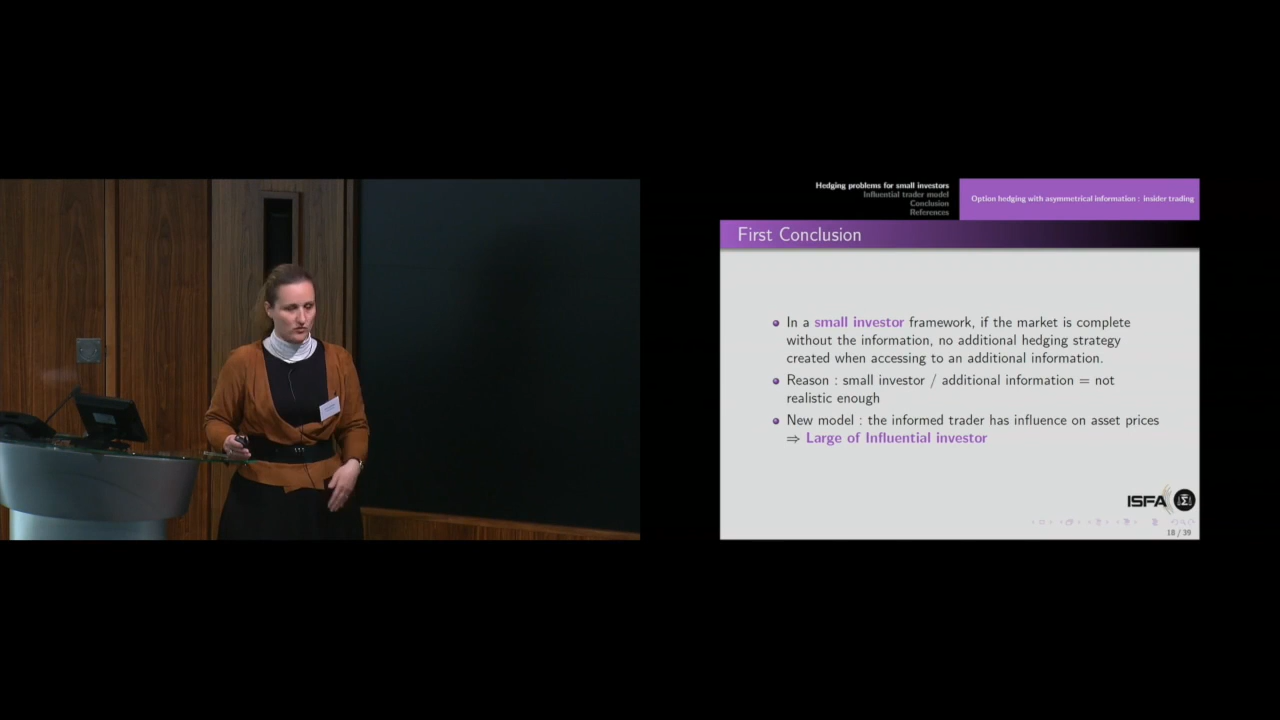 Hedging problems for small investors
Influential trader model
Conclusion
References
Option hedging with asymmetrical information : insider trading
First Conclusion
In a small investor framework, if the market is complete
without the information, no additional hedging strategy
created when accessing to an additional information.
Reason : small investor / additional information = not
realistic enough
New model : the informed trader has influence on asset prices
⇒ Large of Influential investor
ISFA
18 / 39